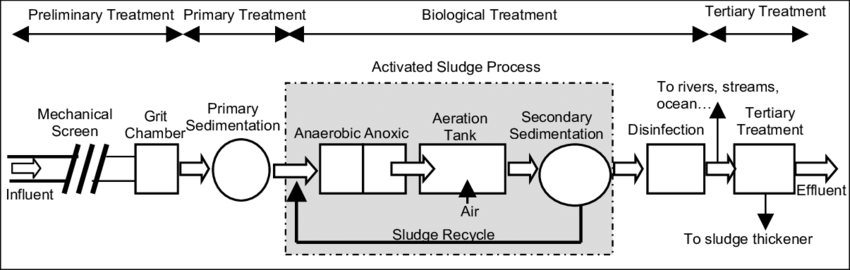 Preliminary Treatment
Primary Treatment
Biological Treatment
Tertiary Treatment
Activated Sludge Process
Mechanical
Screen
Grit
Chamber
Primary
Sedimentation
Anaerobic Anoxic
Aeration
Tank
Secondary
Sedimentation
Disinfection
To rivers, streams,
ocean…
Tertiary
Treatment
Influent
Air
Sludge Recycle
Effluent
To sludge thickener